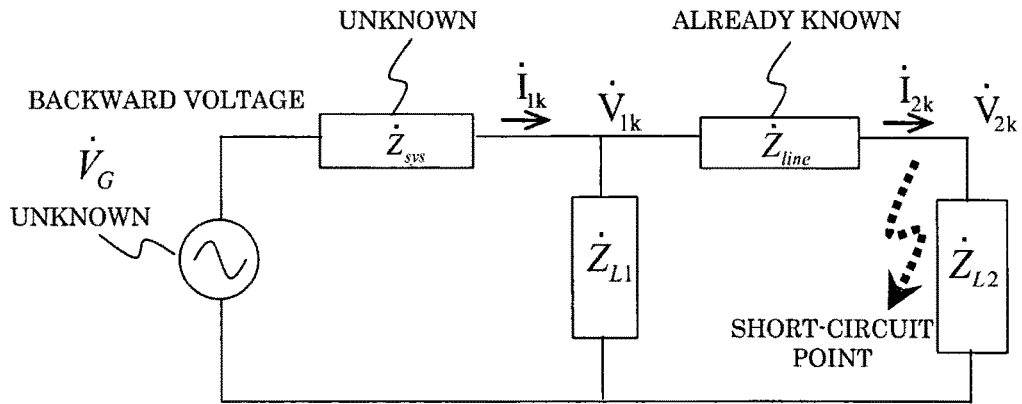 UNKNOWN
ALREADY KNOWN
BACKWARD VOLTAGE
İ1k
V̇1k
İ2k
V̇2k
Żsys
Żline
V̇G
UNKNOWN
ŻL1
ŻL2
SHORT-CIRCUIT
POINT